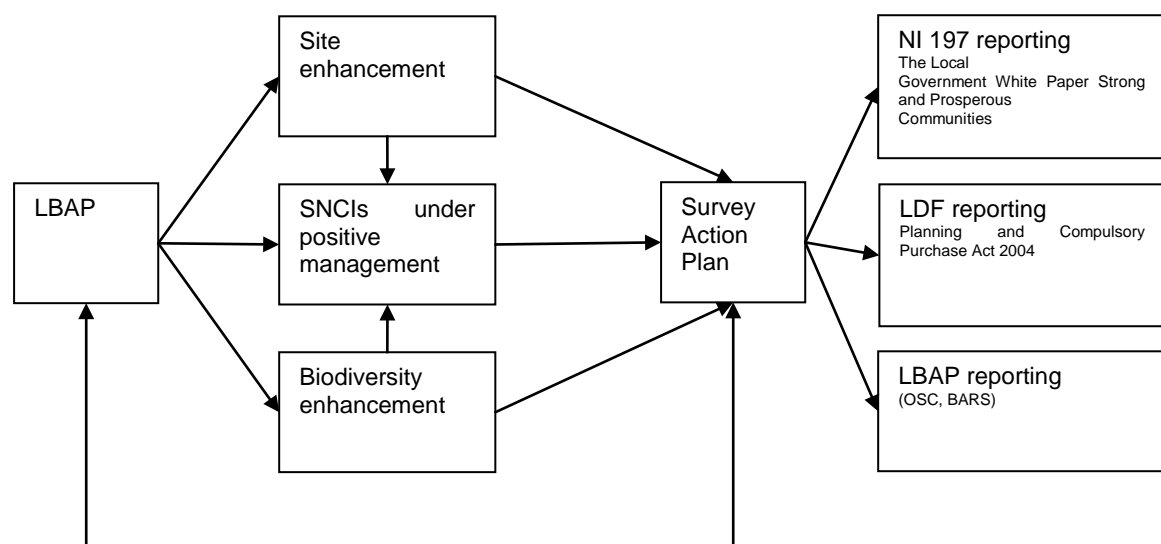 LBAP
Site
enhancement
SNCIs under
positive
management
Biodiversity
enhancement
Survey
Action
Plan
NI 197 reporting
The Local
Government White Paper Strong
and Prosperous
Communities
LDF reporting
Planning and Compulsory
Purchase Act 2004
LBAP reporting
(OSC, BARS)